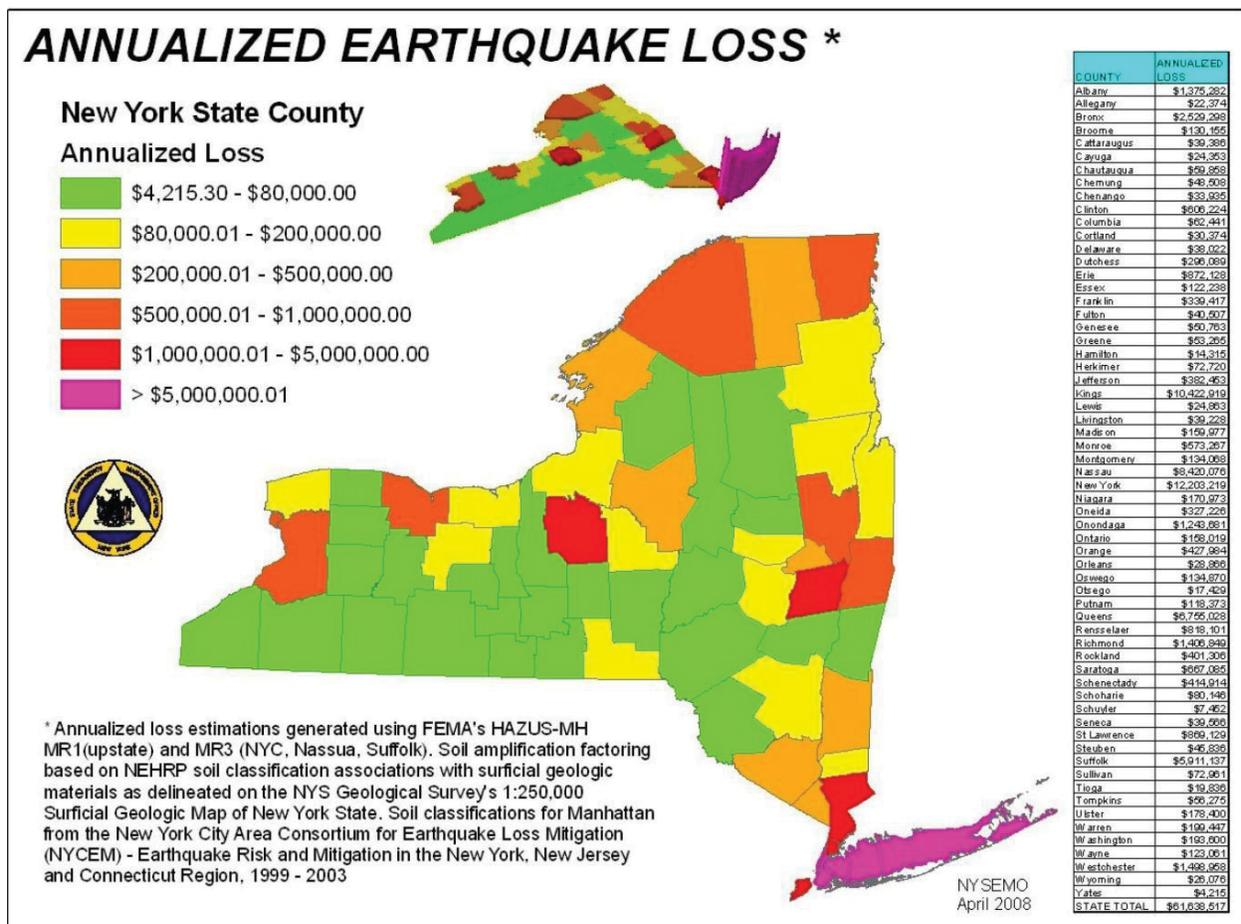 ANNUALIZED EARTHQUAKE LOSS *
New York State County
Annualized Loss
$4,215.30 - $80,000.00
$80,000.01 - $200,000.00
$200,000.01 - $500,000.00
$500,000.01 - $1,000,000.00
$1,000,000.01 - $5,000,000.00
> $5,000,000.01
* Annualized loss estimations generated using FEMA's HAZUS-MH
MR1(upstate) and MR3 (NYC, Nassua, Suffolk). Soil amplification factoring
based on NEHRP soil classification associations with surficial geologic
materials as delineated on the NYS Geological Survey's 1:250,000
Surficial Geologic Map of New York State. Soil classifications for Manhattan
from the New York City Area Consortium for Earthquake Loss Mitigation
(NYCEM) - Earthquake Risk and Mitigation in the New York, New Jersey
and Connecticut Region, 1999 - 2003
NYSEMO
April 2008
COUNTY ANNUALIZED LOSS
Albany $1,375,282
Allegany $22,374
Bronx $2,529,298
Broome $130,155
Cattaraugus $39,386
Cayuga $24,353
Chautauqua $59,858
Chemung $48,508
Chenango $33,935
Clinton $606,224
Columbia $62,441
Cortland $30,374
Delaware $38,022
Dutchess $296,089
Erie $872,128
Essex $122,238
Franklin $339,417
Fulton $40,507
Genesee $50,763
Greene $53,265
Hamilton $14,315
Herkimer $72,720
Jefferson $382,453
Kings $10,422,919
Lewis $24,863
Livingston $39,228
Madison $159,977
Monroe $573,267
Montgomery $134,068
Nassau $8,420,076
New York $12,203,219
Niagara $170,973
Oneida $327,226
Onondaga $1,243,681
Ontario $158,019
Orange $427,984
Orleans $28,866
Oswego $134,870
Otsego $17,429
Putnam $118,373
Queens $6,755,028
Rensselaer $818,101
Richmond $1,406,849
Rockland $401,306
Saratoga $667,085
Schenectady $414,914
Schoharie $80,146
Schuyler $7,452
Seneca $39,566
St Lawrence $869,129
Steuben $45,836
Suffolk $5,911,137
Sullivan $72,961
Tioga $19,836
Tompkins $56,275
Ulster $178,400
Warren $199,447
Washington $193,600
Wayne $123,061
Westchester $1,498,958
Wyoming $26,076
Yates $4,215
STATE TOTAL $61,638,517